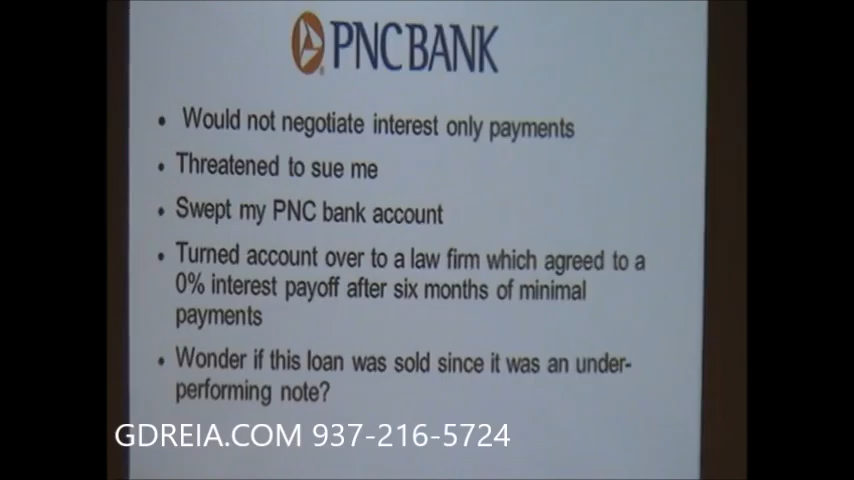 PNCBANK
• Would not negotiate interest only payments
• Threatened to sue me
• Swept my PNC bank account
• Turned account over to a law firm which agreed to a
0% interest payoff after six months of minimal
payments
• Wonder if this loan was sold since it was an under-
performing note?
GDREIA.COM 937-216-5724